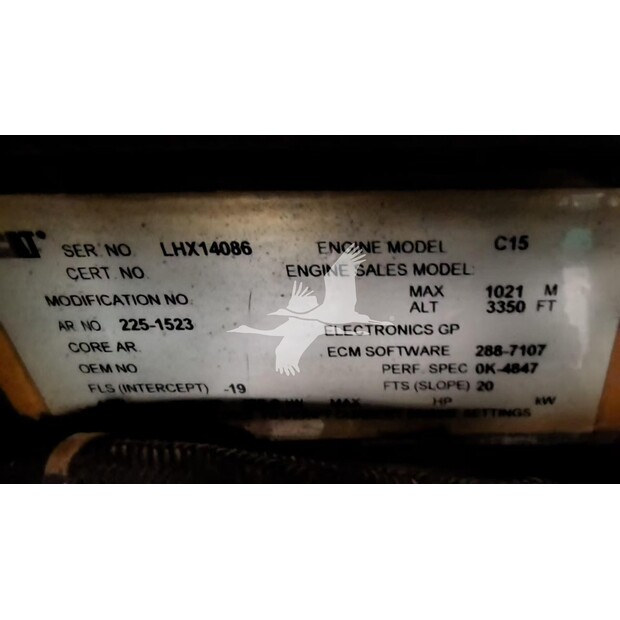 SER. NO. LHX14086 ENGINE MODEL C15
CERT. NO. ENGINE SALES MODEL:
MODIFICATION NO. MAX 1021 M
ALT 3350 FT
AR. NO 225-1523 ELECTRONICS GP
CORE AR. ECM SOFTWARE 288-7107
OEM NO PERF. SPEC 0K-4847
FLS (INTERCEPT) -19 FTS (SLOPE) 20
MAX HP kW
SETTINGS